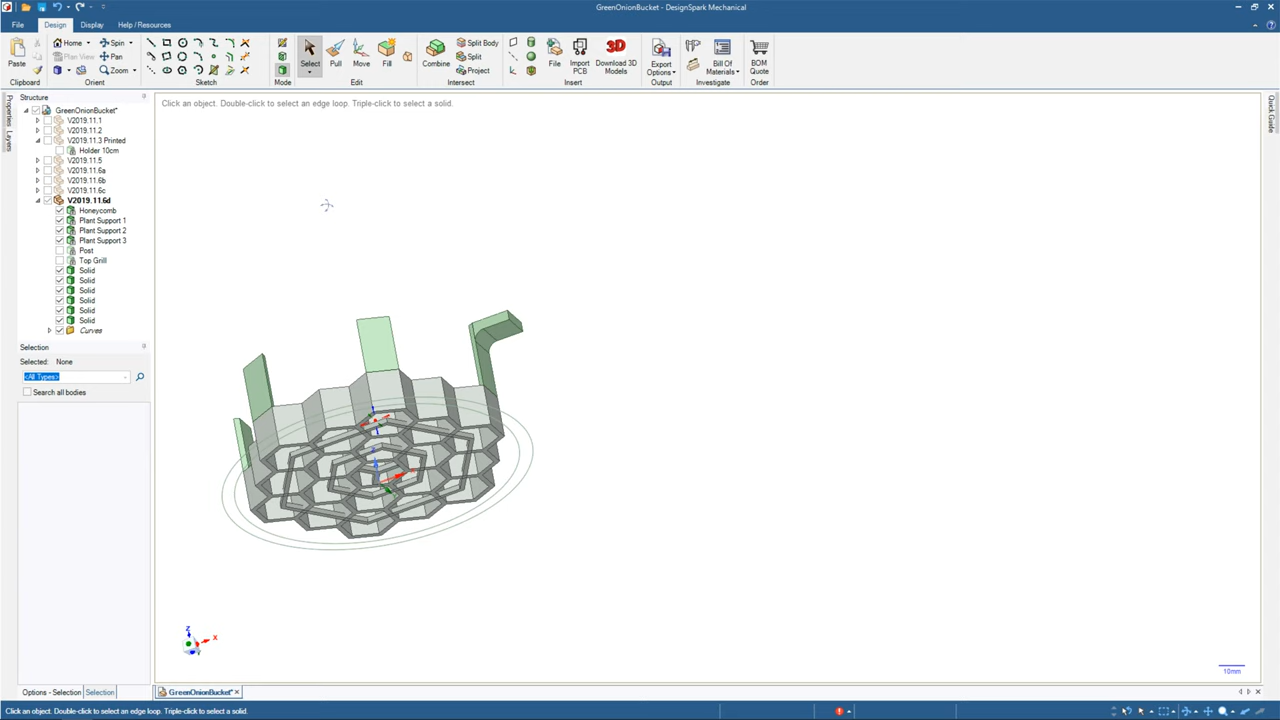 GreenOnionBucket - DesignSpark Mechanical
File Design Display Help / Resources
Paste
Home Spin
Plan View Pan
Zoom
Select
Pull
Move
Fill
Combine
Split Body
Split
Project
File
Import PCB
Download 3D Models
Export Options
Bill Of Materials
BOM Quote
Clipboard Orient Sketch Mode Edit Intersect Insert Output Investigate Order
Structure
Properties
Layers
Quick Guide
Click an object. Double-click to select an edge loop. Triple-click to select a solid.
GreenOnionBucket*
V2019.11.1
V2019.11.2
V2019.11.3 Printed
Holder 10cm
V2019.11.5
V2019.11.6a
V2019.11.6b
V2019.11.6c
V2019.11.6d
Honeycomb
Plant Support 1
Plant Support 2
Plant Support 3
Post
Top Grill
Solid
Solid
Solid
Solid
Solid
Solid
Curves
Selection
Selected: None
<All Types>
Search all bodies
Z
X
10mm
Options - Selection Selection
GreenOnionBucket*
Click an object. Double-click to select an edge loop. Triple-click to select a solid.